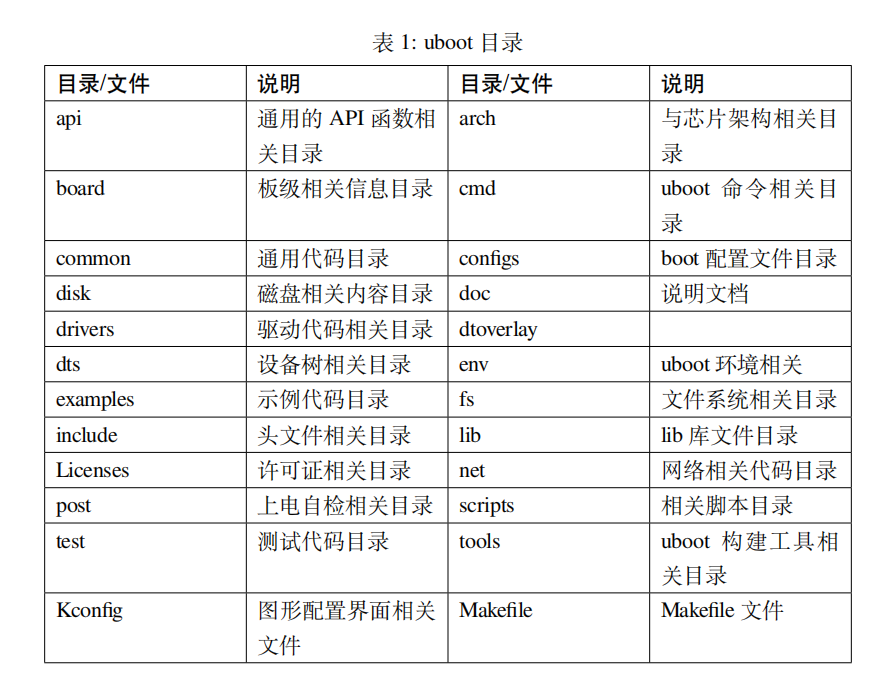 表 1: uboot 目录
目录/文件 说明 目录/文件 说明
api 通用的 API 函数相 arch 与芯片架构相关目
关目录 录
board 板级相关信息目录 cmd uboot 命令相关目
录
common 通用代码目录 configs boot 配置文件目录
disk 磁盘相关内容目录 doc 说明文档
drivers 驱动代码相关目录 dtoverlay
dts 设备树相关目录 env uboot 环境相关
examples 示例代码目录 fs 文件系统相关目录
include 头文件相关目录 lib lib 库文件目录
Licenses 许可证相关目录 net 网络相关代码目录
post 上电自检相关目录 scripts 相关脚本目录
test 测试代码目录 tools uboot 构建工具相
关目录
Kconfig 图形配置界面相关 Makefile Makefile 文件
文件